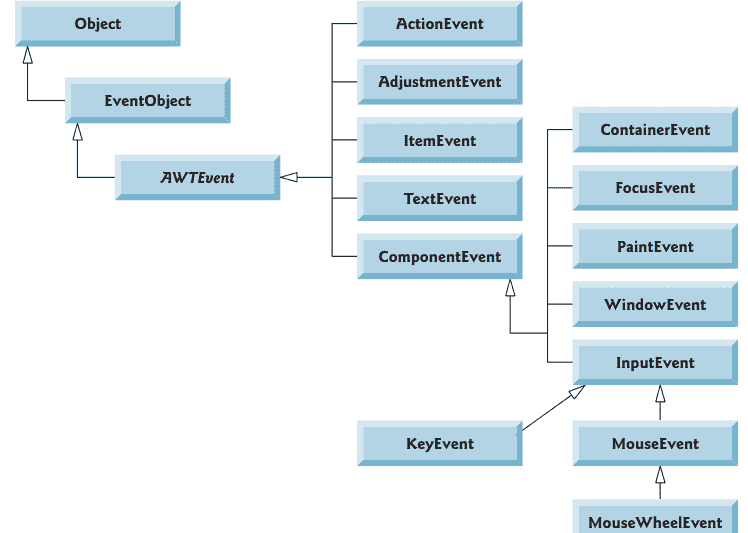 Object
ActionEvent
EventObject
AdjustmentEvent
ContainerEvent
ItemEvent
AWTEvent
FocusEvent
TextEvent
PaintEvent
ComponentEvent
WindowEvent
InputEvent
KeyEvent
MouseEvent
MouseWheelEvent